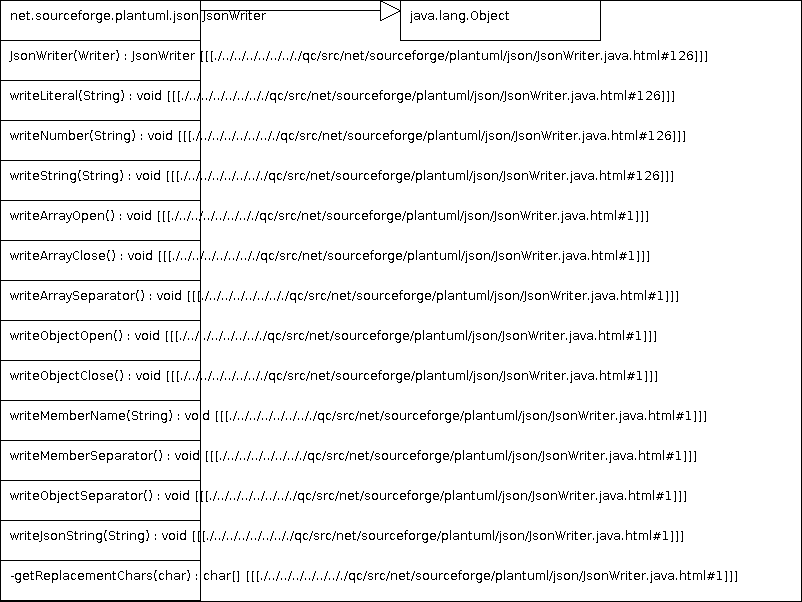 net.sourceforge.plantuml.json.JsonWriter
java.lang.Object
JsonWriter(Writer) : JsonWriter [[[./../../../../../../qc/src/net/sourceforge/plantuml/json/JsonWriter.java.html#126]]]
writeLiteral(String) : void [[[./../../../../../../qc/src/net/sourceforge/plantuml/json/JsonWriter.java.html#126]]]
writeNumber(String) : void [[[./../../../../../../qc/src/net/sourceforge/plantuml/json/JsonWriter.java.html#126]]]
writeString(String) : void [[[./../../../../../../qc/src/net/sourceforge/plantuml/json/JsonWriter.java.html#126]]]
writeArrayOpen() : void [[[./../../../../../../qc/src/net/sourceforge/plantuml/json/JsonWriter.java.html#1]]]
writeArrayClose() : void [[[./../../../../../../qc/src/net/sourceforge/plantuml/json/JsonWriter.java.html#1]]]
writeArraySeparator() : void [[[./../../../../../../qc/src/net/sourceforge/plantuml/json/JsonWriter.java.html#1]]]
writeObjectOpen() : void [[[./../../../../../../qc/src/net/sourceforge/plantuml/json/JsonWriter.java.html#1]]]
writeObjectClose() : void [[[./../../../../../../qc/src/net/sourceforge/plantuml/json/JsonWriter.java.html#1]]]
writeMemberName(String) : void [[[./../../../../../../qc/src/net/sourceforge/plantuml/json/JsonWriter.java.html#1]]]
writeMemberSeparator() : void [[[./../../../../../../qc/src/net/sourceforge/plantuml/json/JsonWriter.java.html#1]]]
writeObjectSeparator() : void [[[./../../../../../../qc/src/net/sourceforge/plantuml/json/JsonWriter.java.html#1]]]
writeJsonString(String) : void [[[./../../../../../../qc/src/net/sourceforge/plantuml/json/JsonWriter.java.html#1]]]
-getReplacementChars(char) : char[] [[[./../../../../../../qc/src/net/sourceforge/plantuml/json/JsonWriter.java.html#1]]]